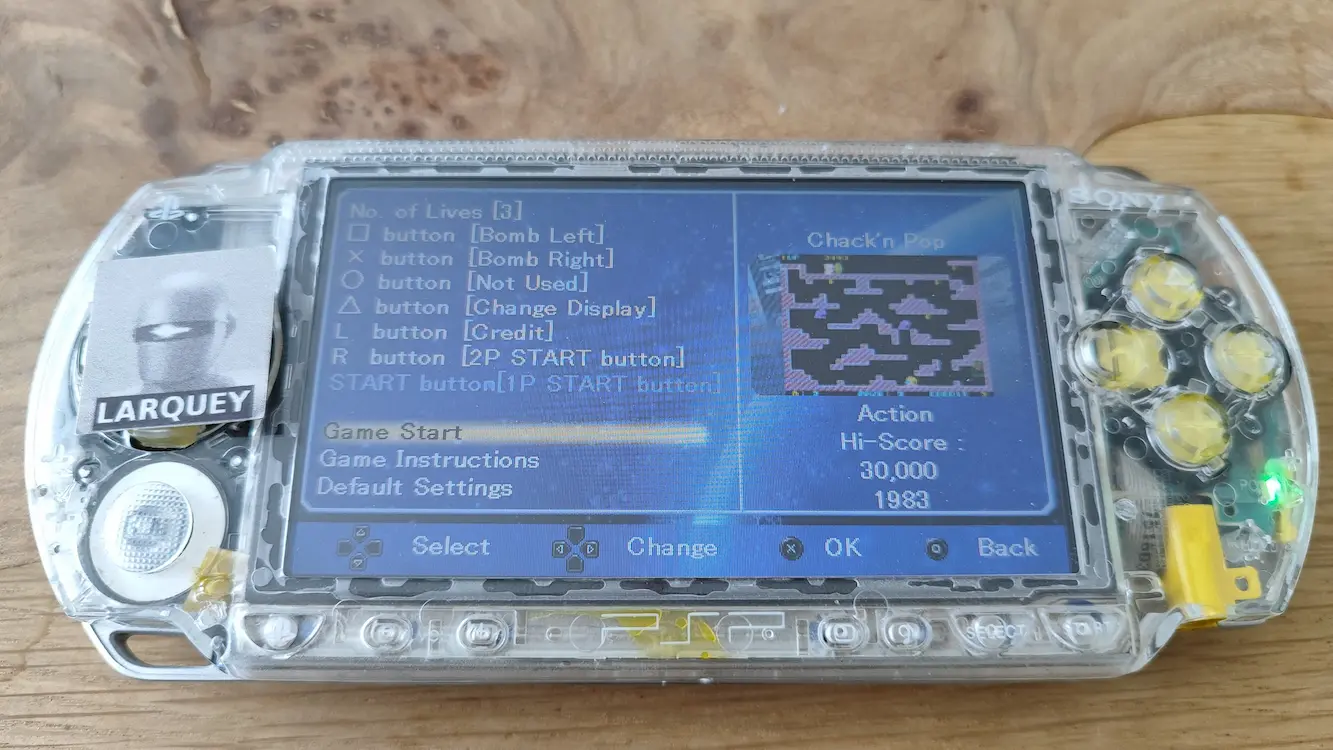 SONY
No. of Lives [3]
□ button [Bomb Left]
× button [Bomb Right]
○ button [Not Used]
△ button [Change Display]
L button [Credit]
R button [2P START button]
START button[1P START button]
Game Start
Game Instructions
Default Settings
Chack'n Pop
Action
Hi-Score :
30,000
1983
Select
Change
OK
Back
LARQUEY
PSP
SELECT